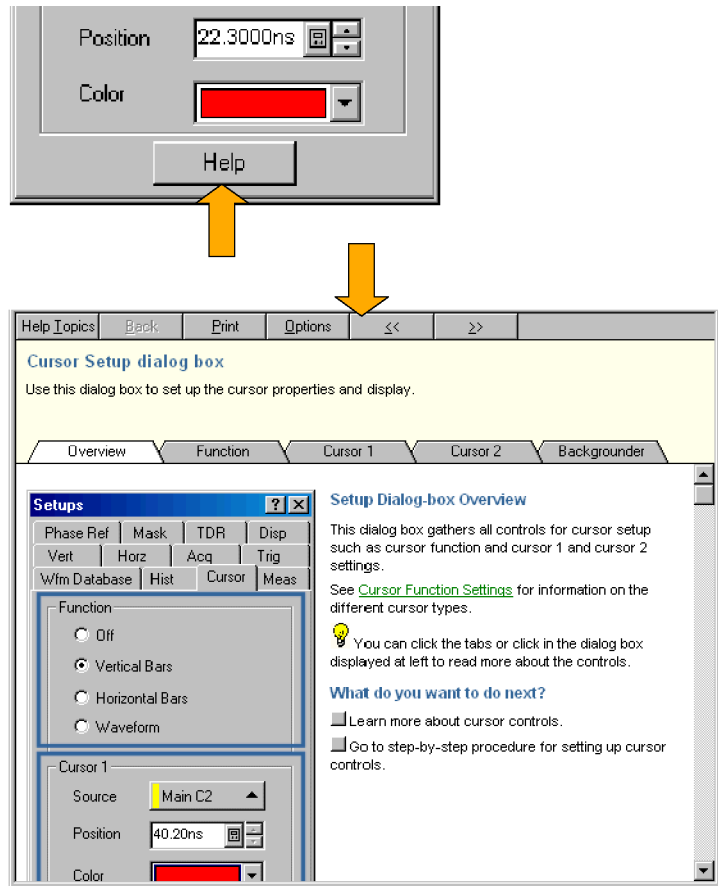 Position 22.3000ns
Color
Help
Help Topics Back Print Options << >>
Cursor Setup dialog box
Use this dialog box to set up the cursor properties and display.
Overview Function Cursor 1 Cursor 2 Backgrounder
Setups ? X
Phase Ref Mask TDR Disp
Vert Horz Acq Trig
Wfm Database Hist Cursor Meas
Function
Off
Vertical Bars
Horizontal Bars
Waveform
Cursor 1
Source Main C2
Position 40.20ns
Color
Setup Dialog-box Overview
This dialog box gathers all controls for cursor setup
such as cursor function and cursor 1 and cursor 2
settings.
See Cursor Function Settings for information on the
different cursor types.
You can click the tabs or click in the dialog box
displayed at left to read more about the controls.
What do you want to do next?
Learn more about cursor controls.
Go to step-by-step procedure for setting up cursor
controls.